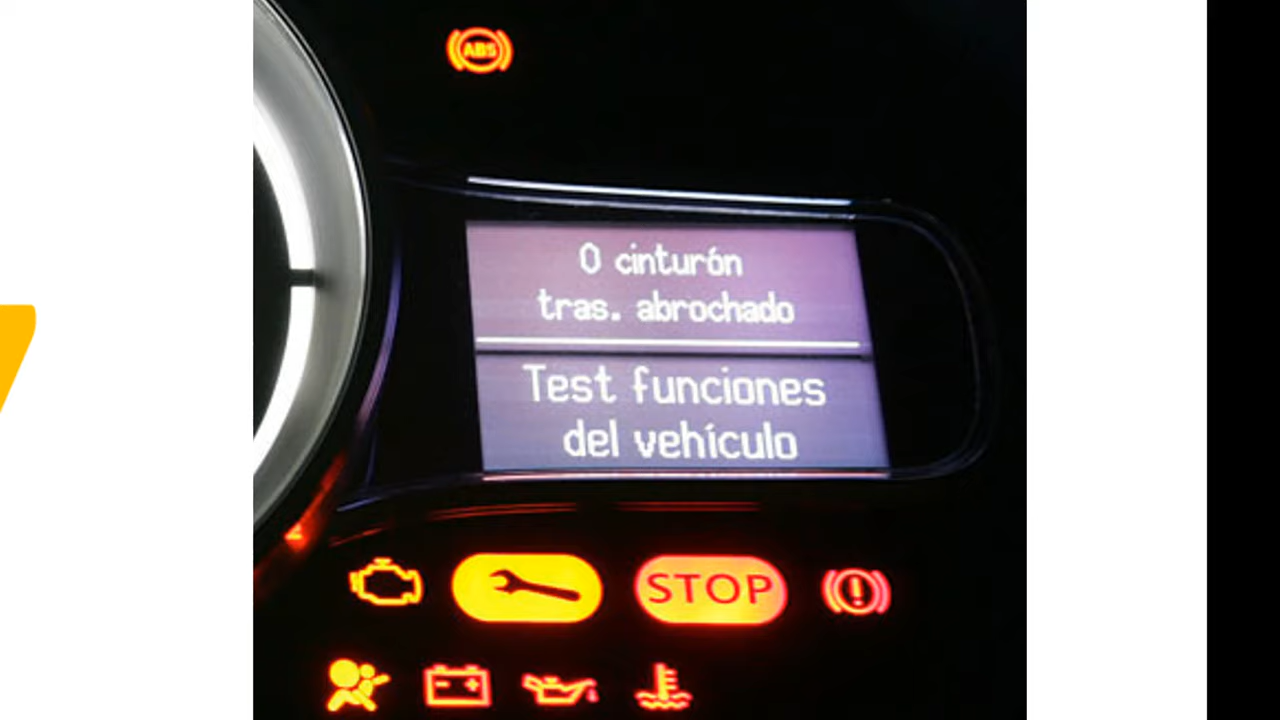 ABS
0 cinturón
tras. abrochado
Test funciones
del vehículo
STOP